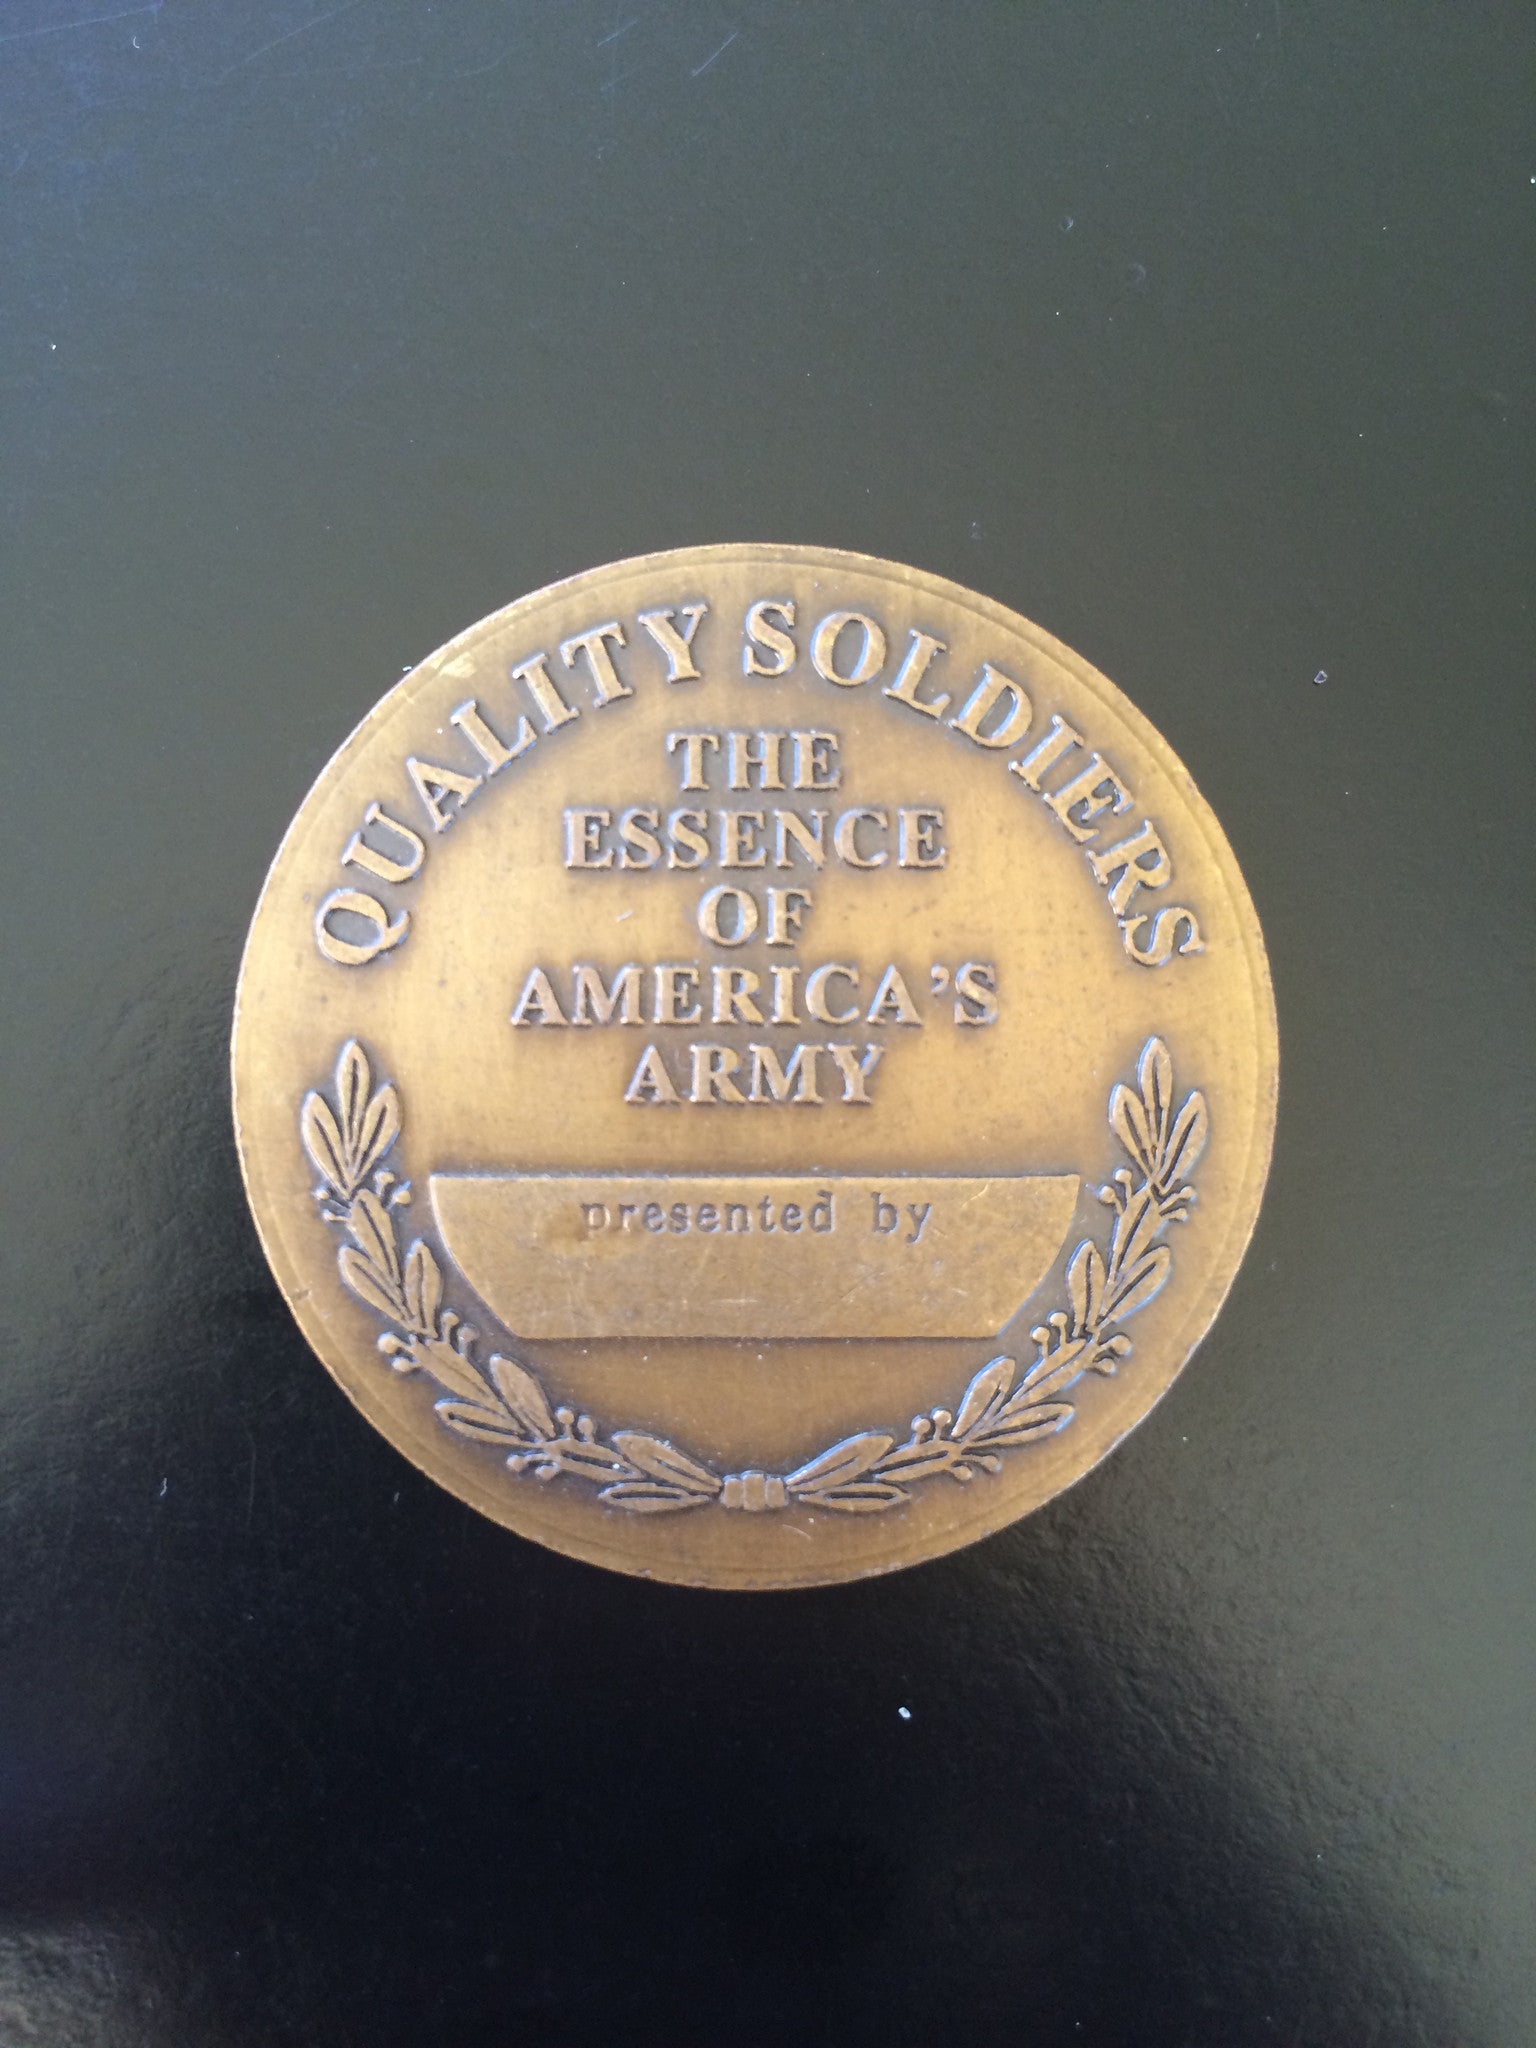 QUALITY SOLDIERS
THE
ESSENCE
OF
AMERICA'S
ARMY
presented by